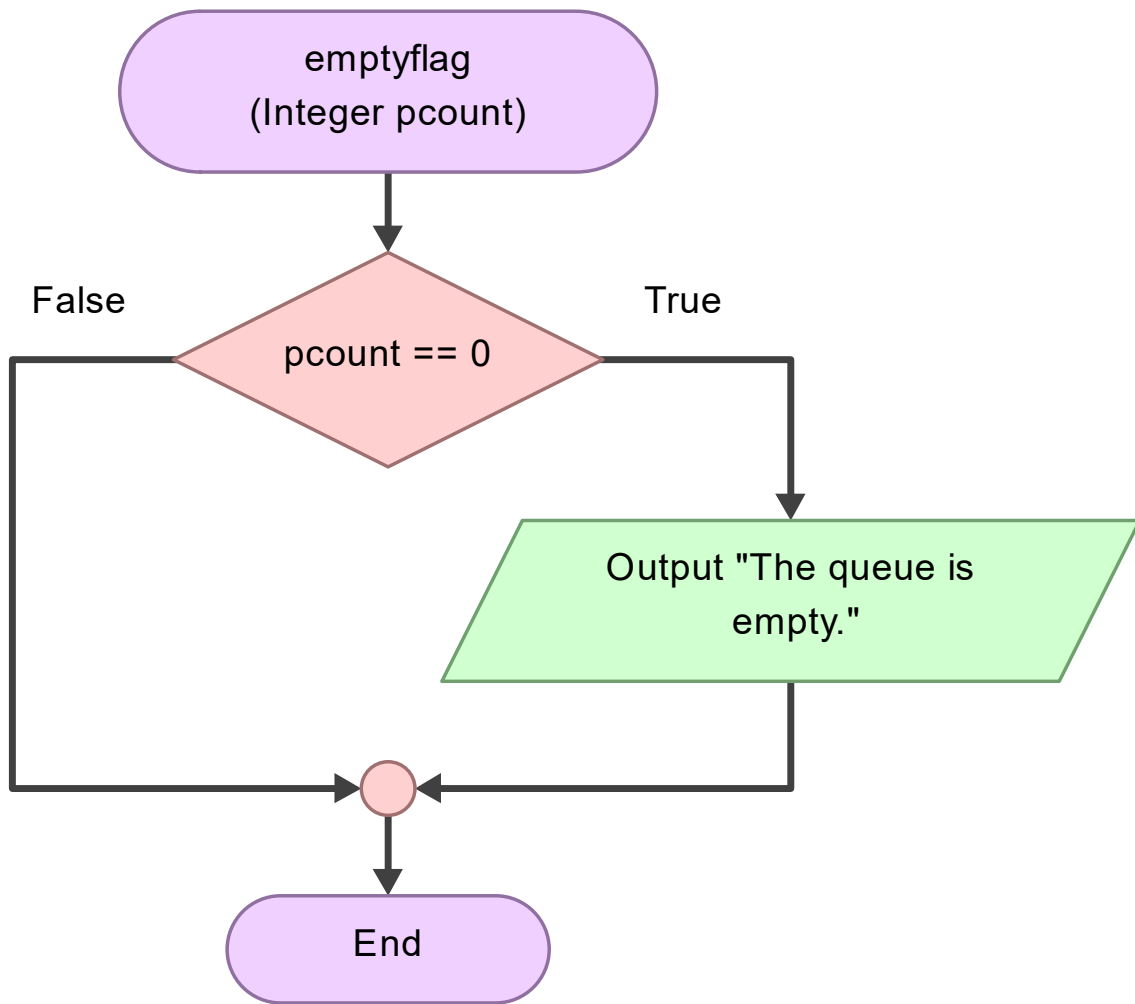 emptyflag
(Integer pcount)
False
True
pcount == 0
Output "The queue is
empty."
End